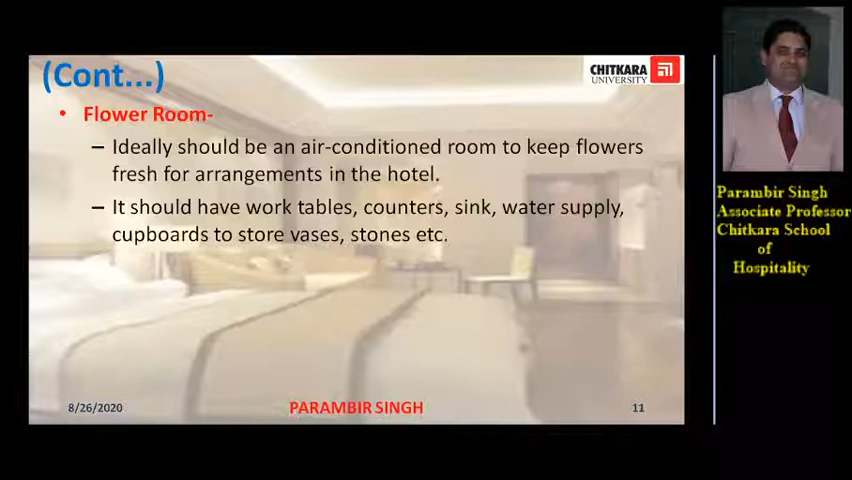 (Cont...)
CHITKARA
UNIVERSITY
• Flower Room-
– Ideally should be an air-conditioned room to keep flowers
fresh for arrangements in the hotel.
– It should have work tables, counters, sink, water supply,
cupboards to store vases, stones etc.
8/26/2020
PARAMBIR SINGH
11
Parambir Singh
Associate Professor
Chitkara School
of
Hospitality